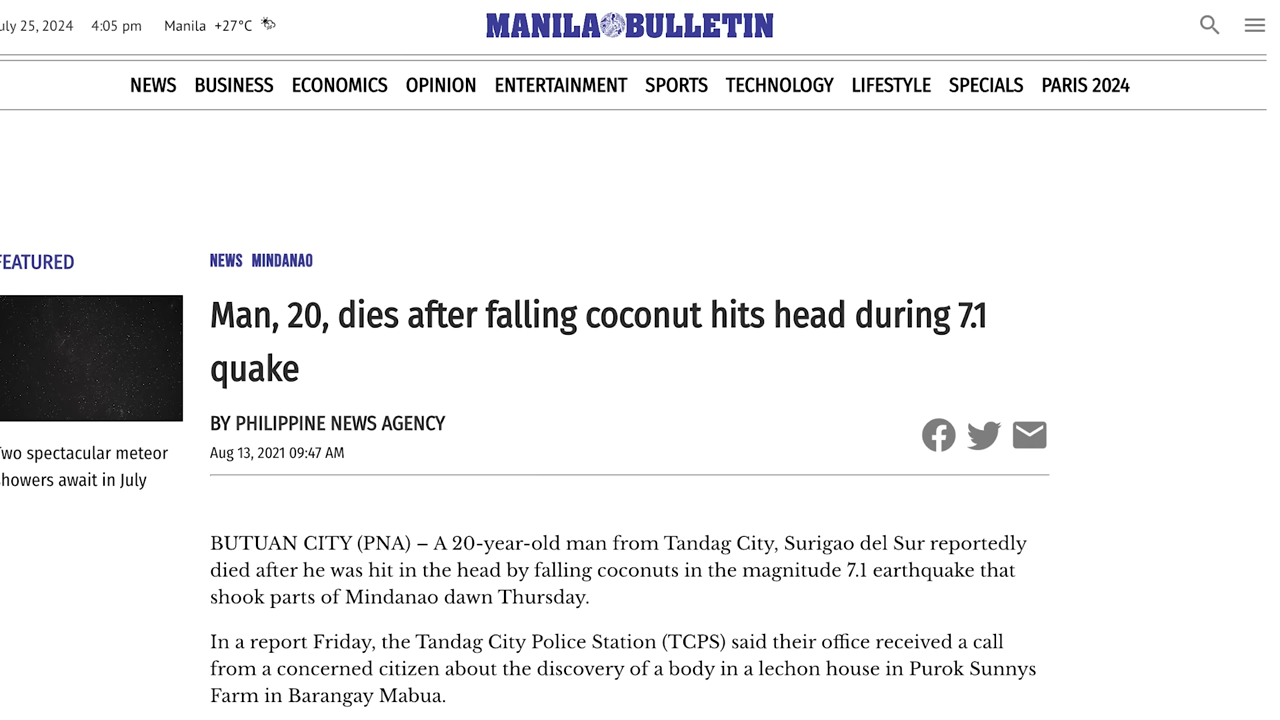 uly 25, 2024 4:05 pm Manila +27°C
MANILA BULLETIN
NEWS BUSINESS ECONOMICS OPINION ENTERTAINMENT SPORTS TECHNOLOGY LIFESTYLE SPECIALS PARIS 2024
FEATURED
Two spectacular meteor
showers await in July
NEWS MINDANAO
Man, 20, dies after falling coconut hits head during 7.1
quake
BY PHILIPPINE NEWS AGENCY
Aug 13, 2021 09:47 AM
BUTUAN CITY (PNA) – A 20-year-old man from Tandag City, Surigao del Sur reportedly
died after he was hit in the head by falling coconuts in the magnitude 7.1 earthquake that
shook parts of Mindanao dawn Thursday.
In a report Friday, the Tandag City Police Station (TCPS) said their office received a call
from a concerned citizen about the discovery of a body in a lechon house in Purok Sunnys
Farm in Barangay Mabua.